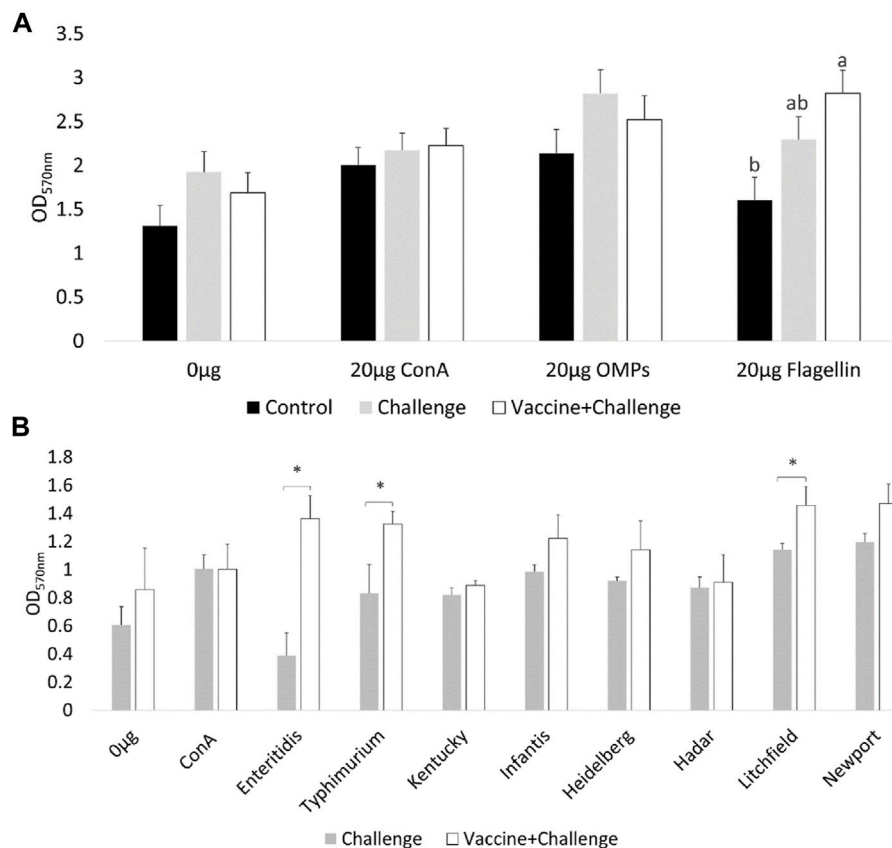 A
3.5
3
2.5
2
1.5
1
0.5
0
OD570nm
a
ab
b
0µg 20µg ConA 20µg OMPs 20µg Flagellin
Control Challenge Vaccine+Challenge
B
1.8
1.6
1.4
1.2
1
0.8
0.6
0.4
0.2
0
OD570nm
* * *
0µg ConA Enteritidis Typhimurium Kentucky Infantis Heidelberg Hadar Litchfield Newport
Challenge Vaccine+Challenge